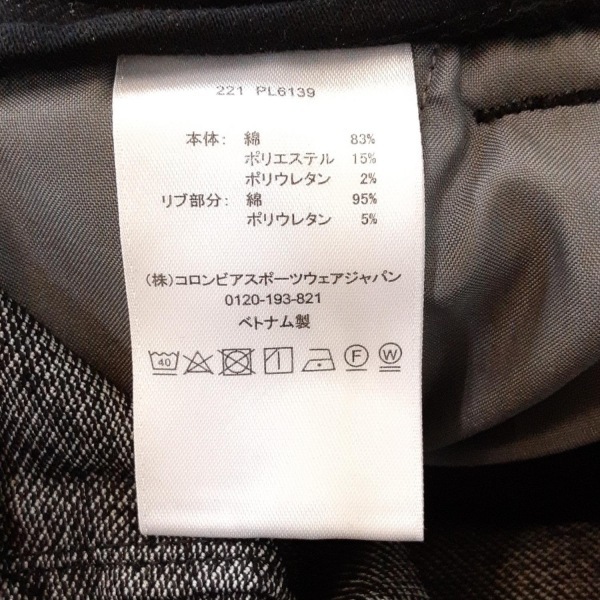 221 PL6139
本体: 綿 83%
ポリエステル 15%
ポリウレタン 2%
リブ部分: 綿 95%
ポリウレタン 5%
(株)コロンビアスポーツウェアジャパン
0120-193-821
ベトナム製
40 F W